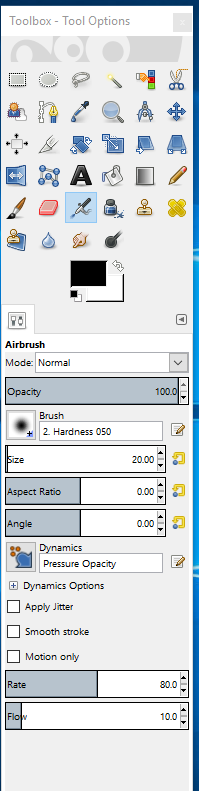 Toolbox - Tool Options
Airbrush
Mode: Normal
Opacity 100.0
Brush
2. Hardness 050
Size 20.00
Aspect Ratio 0.00
Angle 0.00
Dynamics
Pressure Opacity
Dynamics Options
Apply Jitter
Smooth stroke
Motion only
Rate 80.0
Flow 10.0